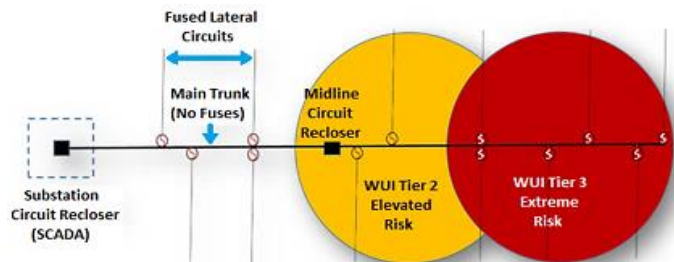 Fused Lateral
Circuits
Main Trunk
(No Fuses)
Midline
Circuit
Recloser
Substation
Circuit Recloser
(SCADA)
WUI Tier 2
Elevated
Risk
WUI Tier 3
Extreme
Risk
S
S
S
S
S
S
S